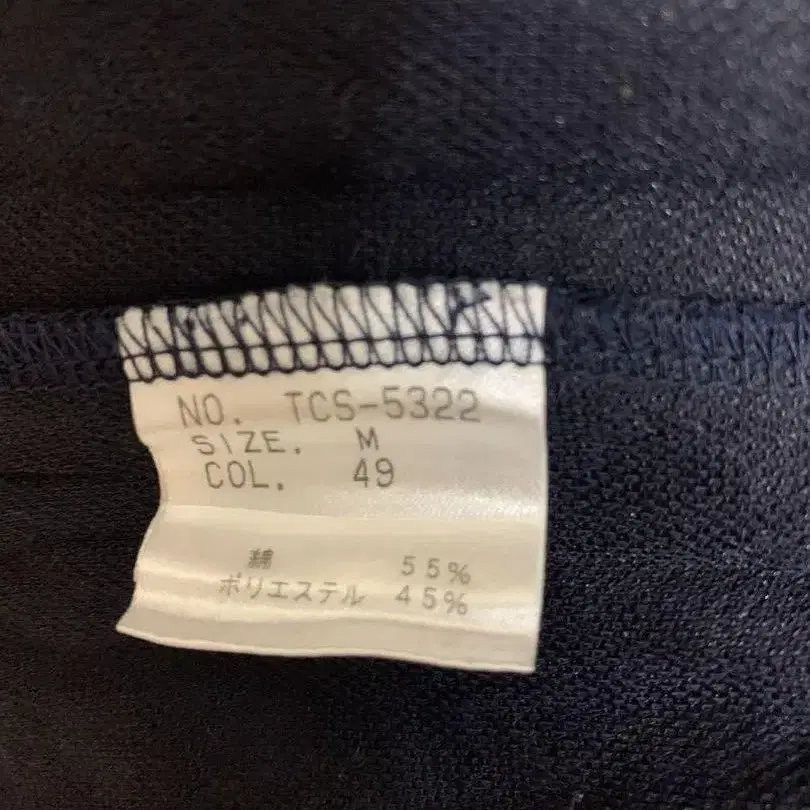 NO. TCS-5322
SIZE. M
COL. 49
綿 55%
ポリエステル 45%